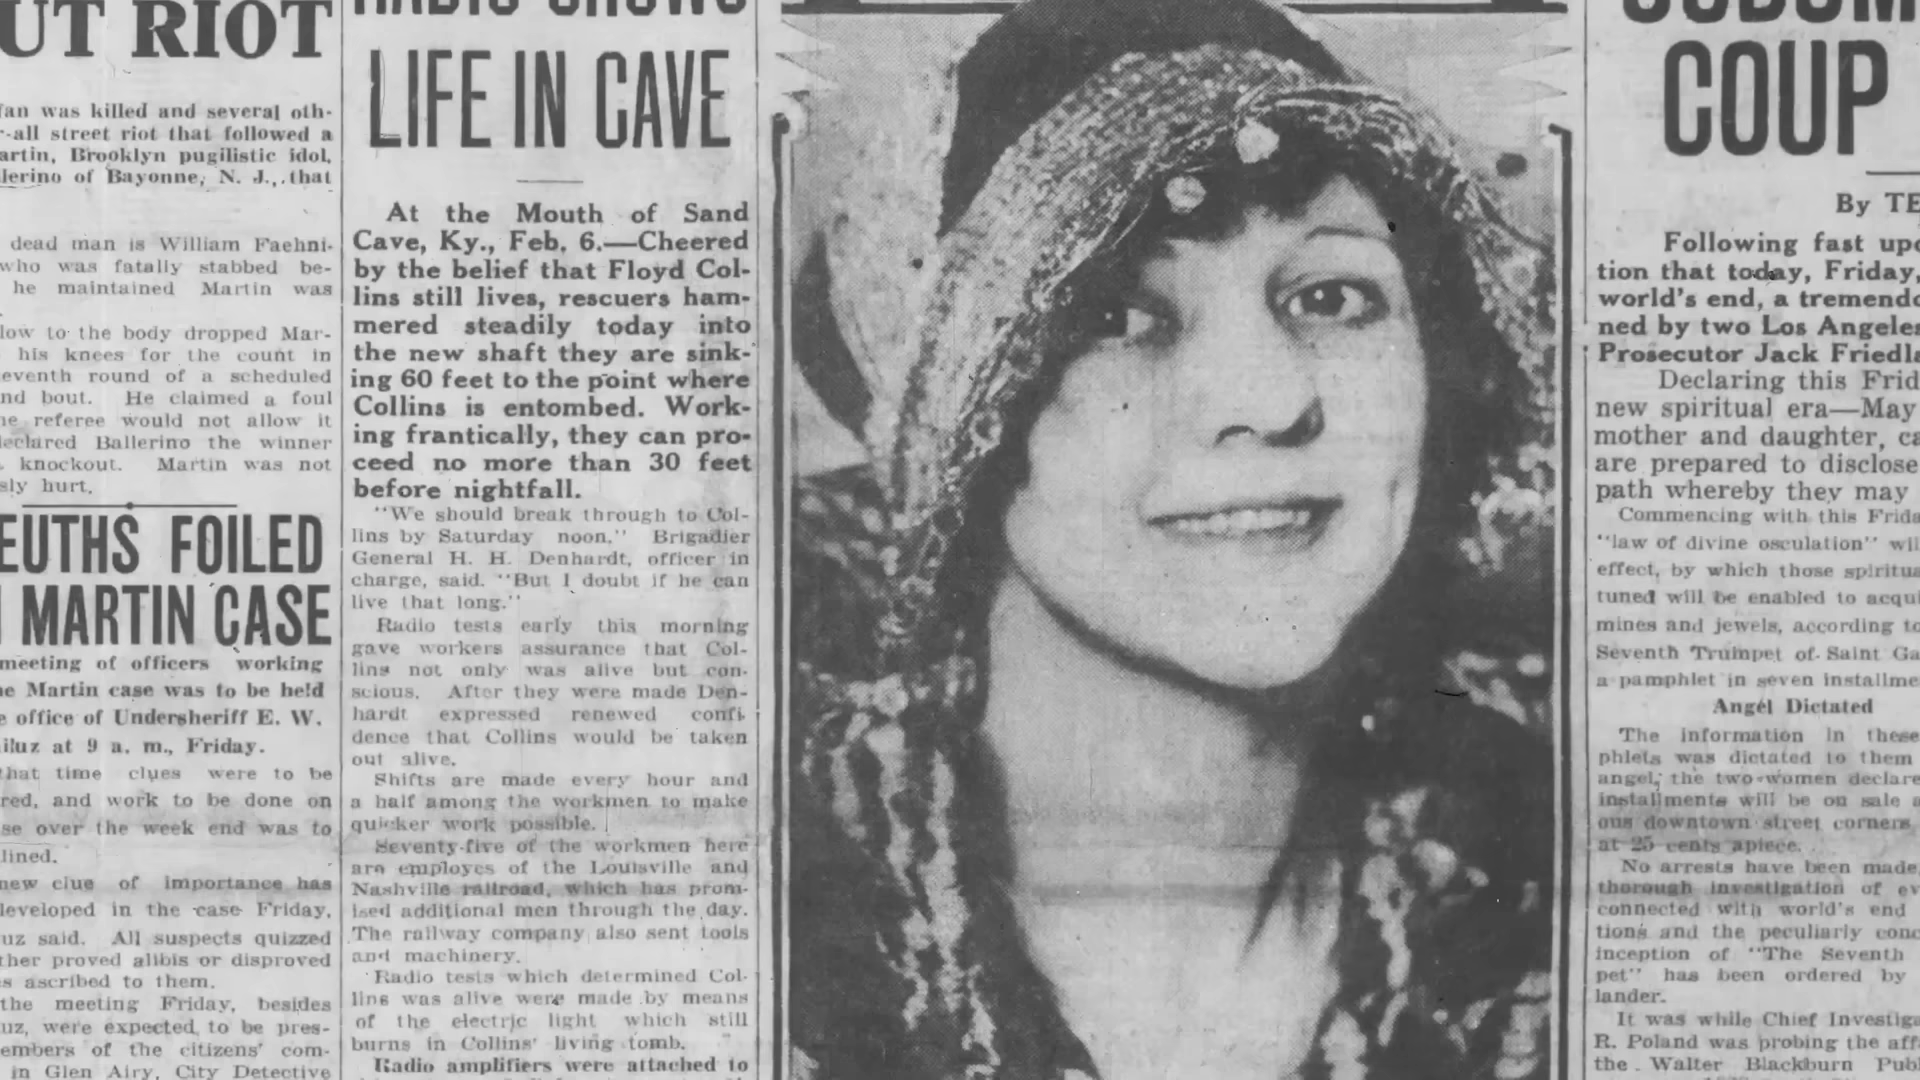 UT RIOT
fan was killed and several oth-
r-all street riot that followed a
artin, Brooklyn pugilistic idol,
lerino of Bayonne, N. J., that
dead man is William Faehni-
who was fatally stabbed be-
he maintained Martin was
low to the body dropped Mar-
his knees for the count in
eventh round of a scheduled
nd bout. He claimed a foul
he referee would not allow it
declared Ballerino the winner
knockout. Martin was not
sly hurt.
EUTHS FOILED
MARTIN CASE
meeting of officers working
he Martin case was to be held
e office of Undersheriff E. W.
iluz at 9 a. m., Friday.
that time clues were to be
red, and work to be done on
se over the week end was to
lined.
new clue of importance has
developed in the case Friday,
uz said. All suspects quizzed
ther proved alibis or disproved
s ascribed to them.
the meeting Friday, besides
uz, were expected to be pres-
embers of the citizens' com-
in Glen Airy, City Detective
RADIO SHOWS
LIFE IN CAVE
At the Mouth of Sand
Cave, Ky., Feb. 6.—Cheered
by the belief that Floyd Col-
lins still lives, rescuers ham-
mered steadily today into
the new shaft they are sink-
ing 60 feet to the point where
Collins is entombed. Work-
ing frantically, they can pro-
ceed no more than 30 feet
before nightfall.
"We should break through to Col-
lins by Saturday noon," Brigadier
General H. H. Denhardt, officer in
charge, said. "But I doubt if he can
live that long."
Radio tests early this morning
gave workers assurance that Col-
lins not only was alive but con-
scious. After they were made Den-
hardt expressed renewed confi-
dence that Collins would be taken
out alive.
Shifts are made every hour and
a half among the workmen to make
quicker work possible.
Seventy-five of the workmen here
are employes of the Louisville and
Nashville railroad, which has prom-
ised additional men through the day.
The railway company also sent tools
and machinery.
Radio tests which determined Col-
lins was alive were made by means
of the electric light which still
burns in Collins' living tomb.
Radio amplifiers were attached to
COUP
By TE
Following fast upo
tion that today, Friday,
world's end, a tremendo
ned by two Los Angeles
Prosecutor Jack Friedla
Declaring this Frid
new spiritual era—May
mother and daughter, ca
are prepared to disclose
path whereby they may
Commencing with this Frida
"law of divine osculation" wil
effect, by which those spiritua
tuned will be enabled to acqui
mines and jewels, according to
Seventh Trumpet of Saint Ga
a pamphlet in seven installme
Angel Dictated
The information in these
phlets was dictated to them
angel, the two women declare
installments will be on sale a
ous downtown street corners
at 25 cents apiece.
No arrests have been made,
thorough investigation of ev
connected with world's end
tions and the peculiarly conc
inception of "The Seventh
pet" has been ordered by
lander.
It was while Chief Investiga
R. Poland was probing the affa
the Walter Blackburn Pub